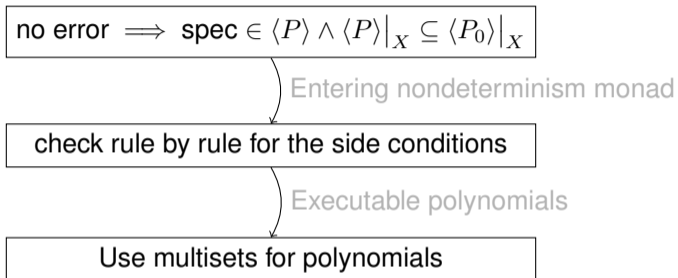 no error ⟹ spec ∈ ⟨P⟩ ∧ ⟨P⟩|_X ⊆ ⟨P_0⟩|_X
Entering nondeterminism monad
check rule by rule for the side conditions
Executable polynomials
Use multisets for polynomials